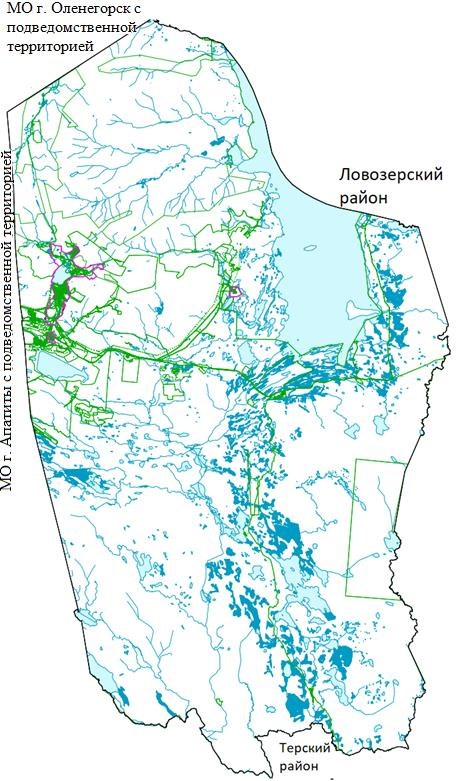 МО г. Оленегорск с
подведомственной
территорией
МО г. Апатиты с подведомственной территорией
Ловозерский
район
Терский
район